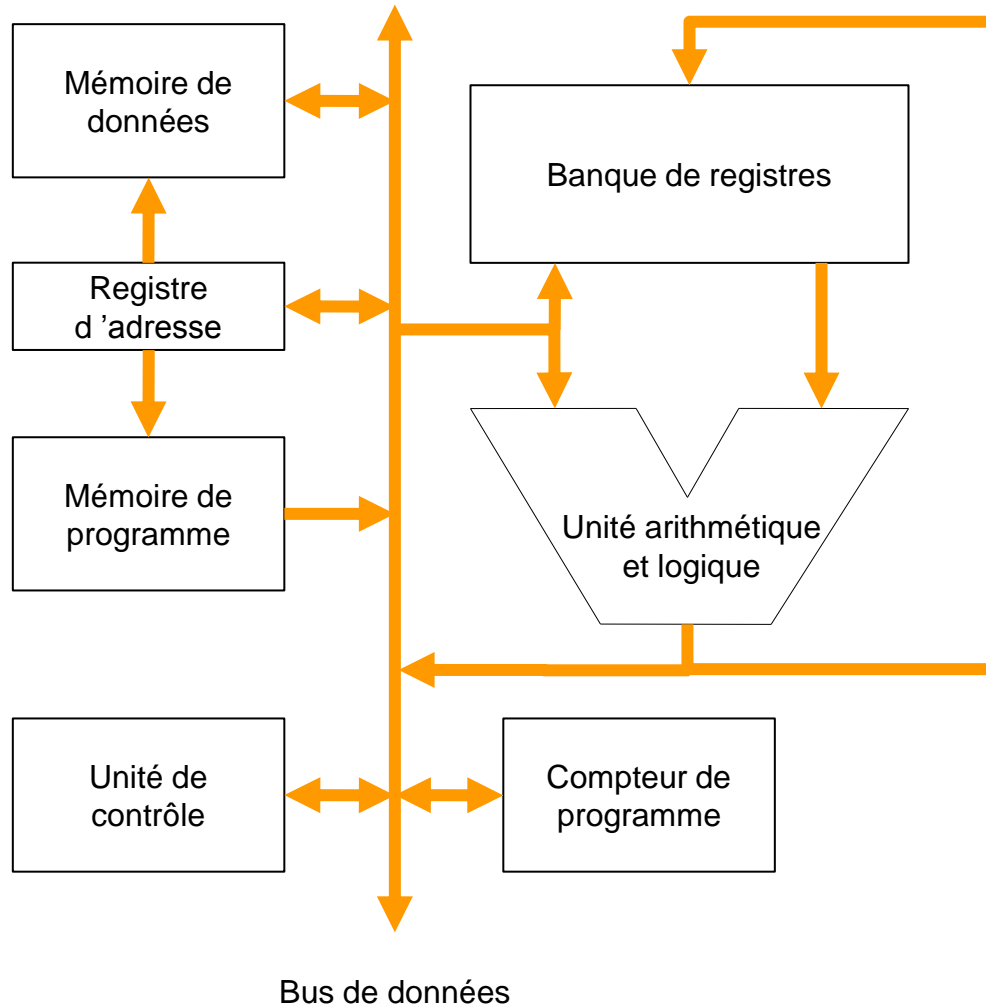 Mémoire de
données
Banque de registres
Registre
d ’adresse
Mémoire de
programme
Unité arithmétique
et logique
Unité de
contrôle
Compteur de
programme
Bus de données